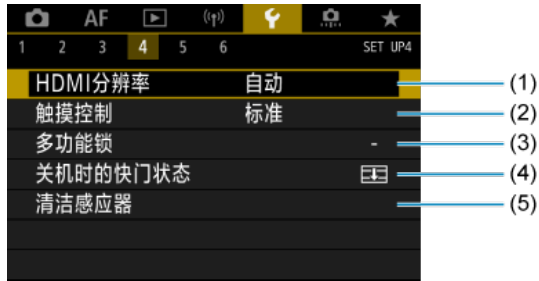 AF
1 2 3 4 5 6 SET UP4
HDMI分辨率 自动 (1)
触摸控制 标准 (2)
多功能锁 - (3)
关机时的快门状态 (4)
清洁感应器 (5)